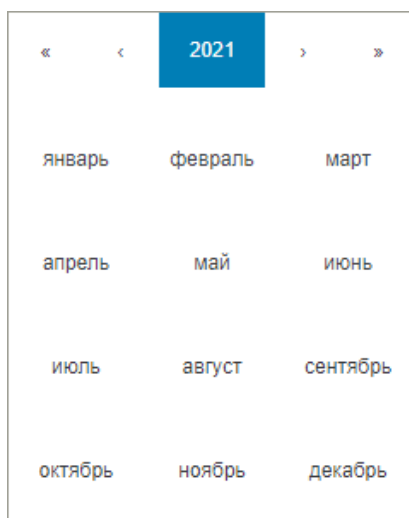 « ‹ 2021 › »
январь февраль март
апрель май июнь
июль август сентябрь
октябрь ноябрь декабрь